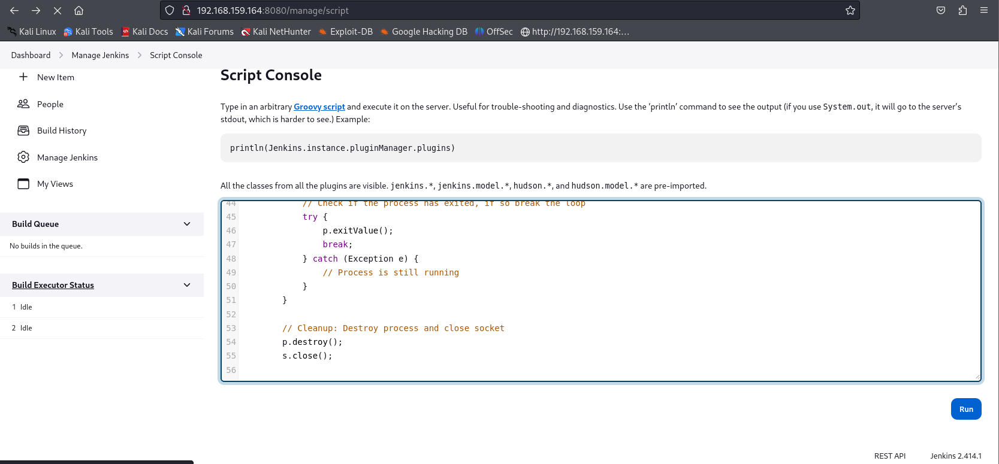 192.168.159.164:8080/manage/script
Kali Linux Kali Tools Kali Docs Kali Forums Kali NetHunter Exploit-DB Google Hacking DB OffSec http://192.168.159.164:…
Dashboard Manage Jenkins Script Console
New Item
People
Build History
Manage Jenkins
My Views
Build Queue
No builds in the queue.
Build Executor Status
1 Idle
2 Idle
Script Console
Type in an arbitrary Groovy script and execute it on the server. Useful for trouble-shooting and diagnostics. Use the ‘println’ command to see the output (if you use System.out, it will go to the server’s
stdout, which is harder to see.) Example:
println(Jenkins.instance.pluginManager.plugins)
All the classes from all the plugins are visible. jenkins.*, jenkins.model.*, hudson.*, and hudson.model.* are pre-imported.
44 // Check if the process has exited, if so break the loop
45 try {
46 p.exitValue();
47 break;
48 } catch (Exception e) {
49 // Process is still running
50 }
51 }
52
53 // Cleanup: Destroy process and close socket
54 p.destroy();
55 s.close();
56
Run
REST API Jenkins 2.414.1